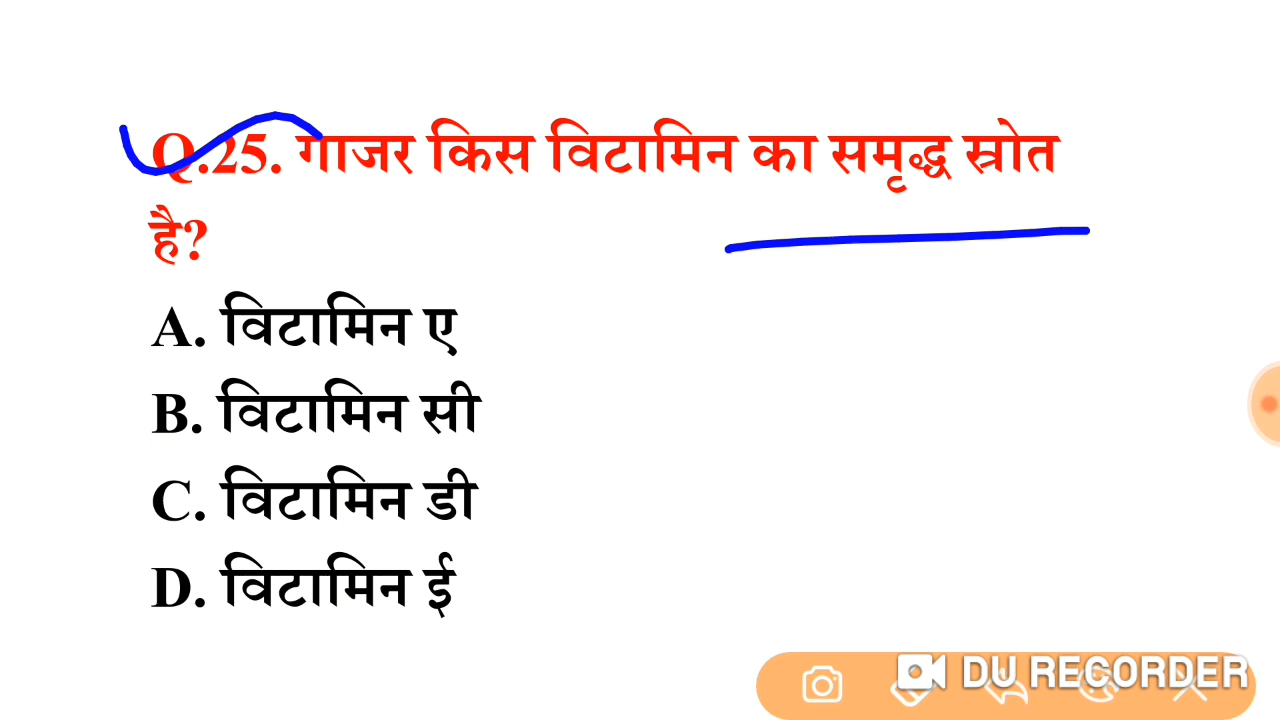 Q.25. गाजर किस विटामिन का समृद्ध स्रोत
है?
A. विटामिन ए
B. विटामिन सी
C. विटामिन डी
D. विटामिन ई
DU RECORDER